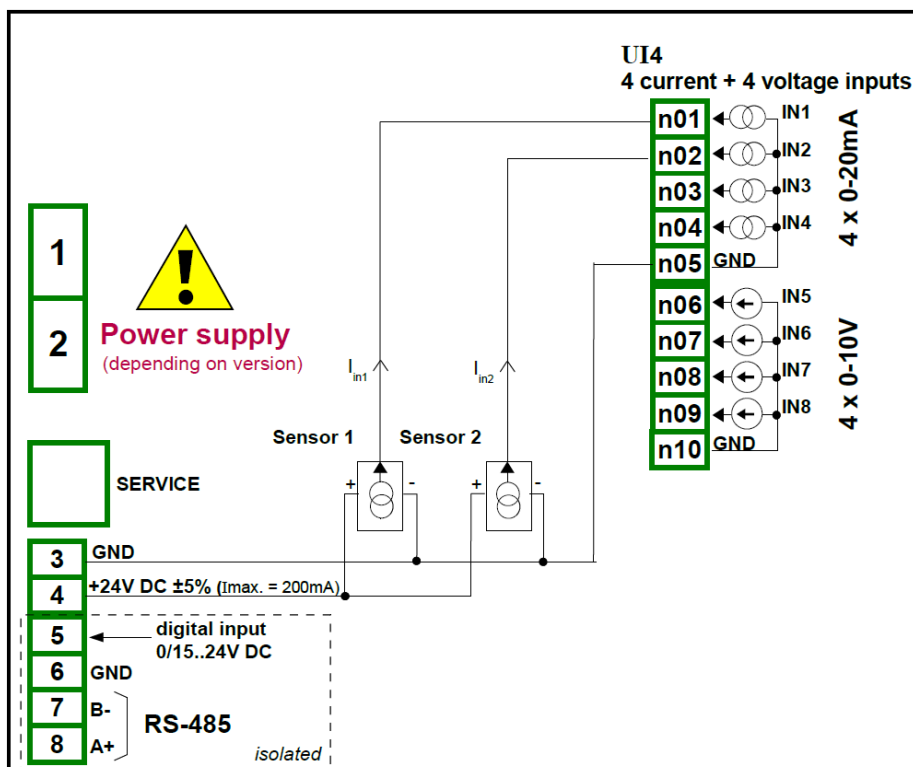 UI4
4 current + 4 voltage inputs
n01
IN1
n02
IN2
n03
IN3
n04
IN4
n05
GND
4 x 0-20mA
n06
IN5
n07
IN6
n08
IN7
n09
IN8
n10
GND
4 x 0-10V
1
2
!
Power supply
(depending on version)
Iin1
Iin2
Sensor 1
Sensor 2
+
-
+
-
SERVICE
3
GND
4
+24V DC ±5% (Imax. = 200mA)
5
digital input
0/15..24V DC
6
GND
7
B-
8
A+
RS-485
isolated